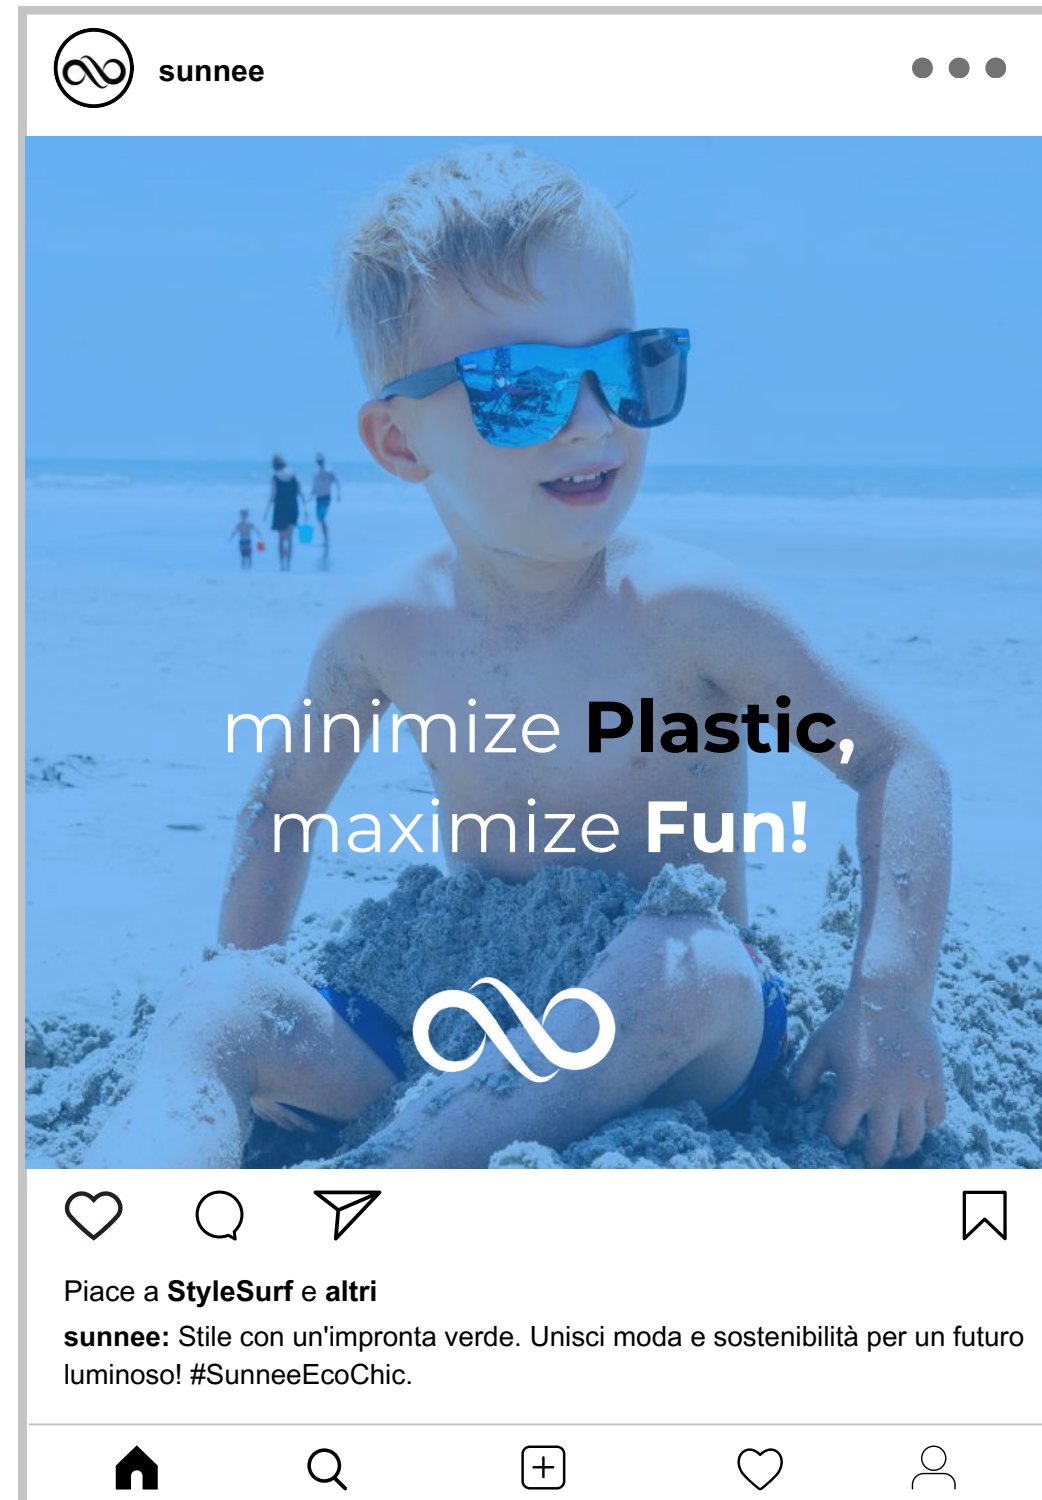 sunnee
minimize Plastic,
maximize Fun!
Piace a StyleSurf e altri
sunnee: Stile con un'impronta verde. Unisci moda e sostenibilità per un futuro
luminoso! #SunneeEcoChic.